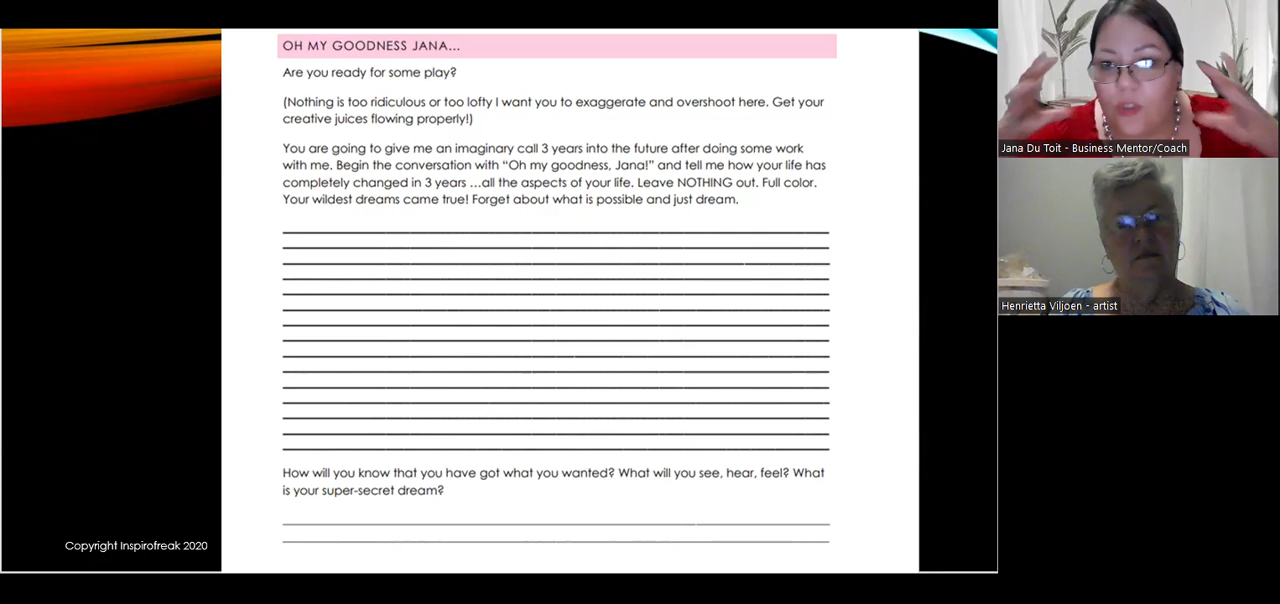 OH MY GOODNESS JANA...
Are you ready for some play?
(Nothing is too ridiculous or too lofty I want you to exaggerate and overshoot here. Get your
creative juices flowing properly!)
You are going to give me an imaginary call 3 years into the future after doing some work
with me. Begin the conversation with “Oh my goodness, Jana!” and tell me how your life has
completely changed in 3 years ...all the aspects of your life. Leave NOTHING out. Full color.
Your wildest dreams came true! Forget about what is possible and just dream.
How will you know that you have got what you wanted? What will you see, hear, feel? What
is your super-secret dream?
Copyright Inspirofreak 2020
Jana Du Toit - Business Mentor/Coach
Henrietta Viljoen - artist